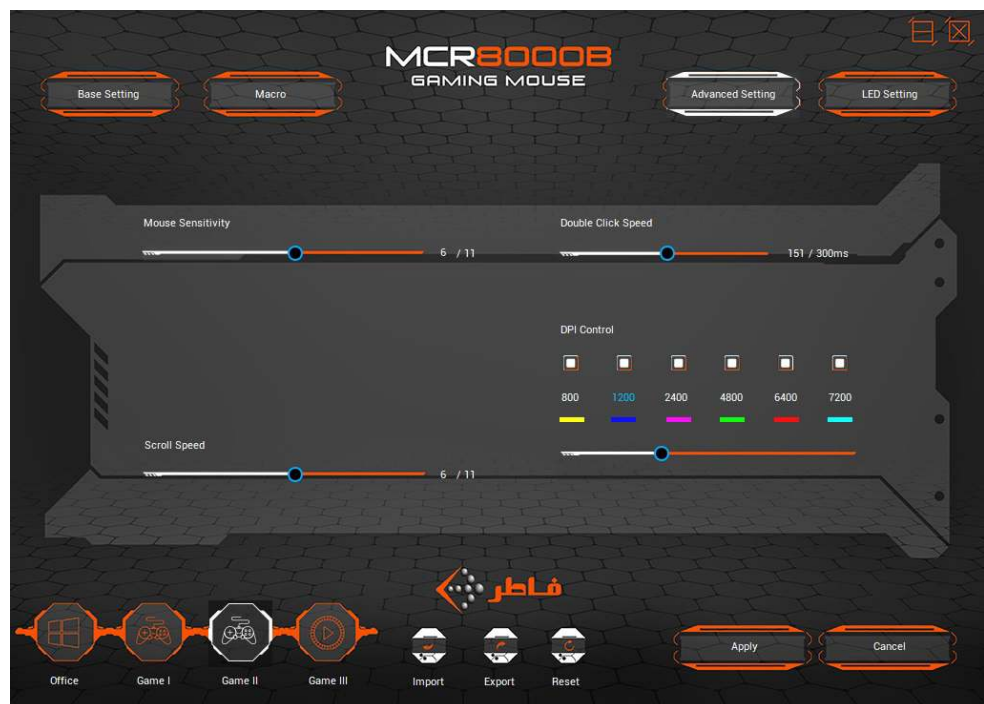 MCR8000B
GAMING MOUSE
Base Setting
Macro
Advanced Setting
LED Setting
Mouse Sensitivity
6 / 11
Double Click Speed
151 / 300ms
DPI Control
800 1200 2400 4800 6400 7200
Scroll Speed
6 / 11
فاطر
Office
Game I
Game II
Game III
Import
Export
Reset
Apply
Cancel